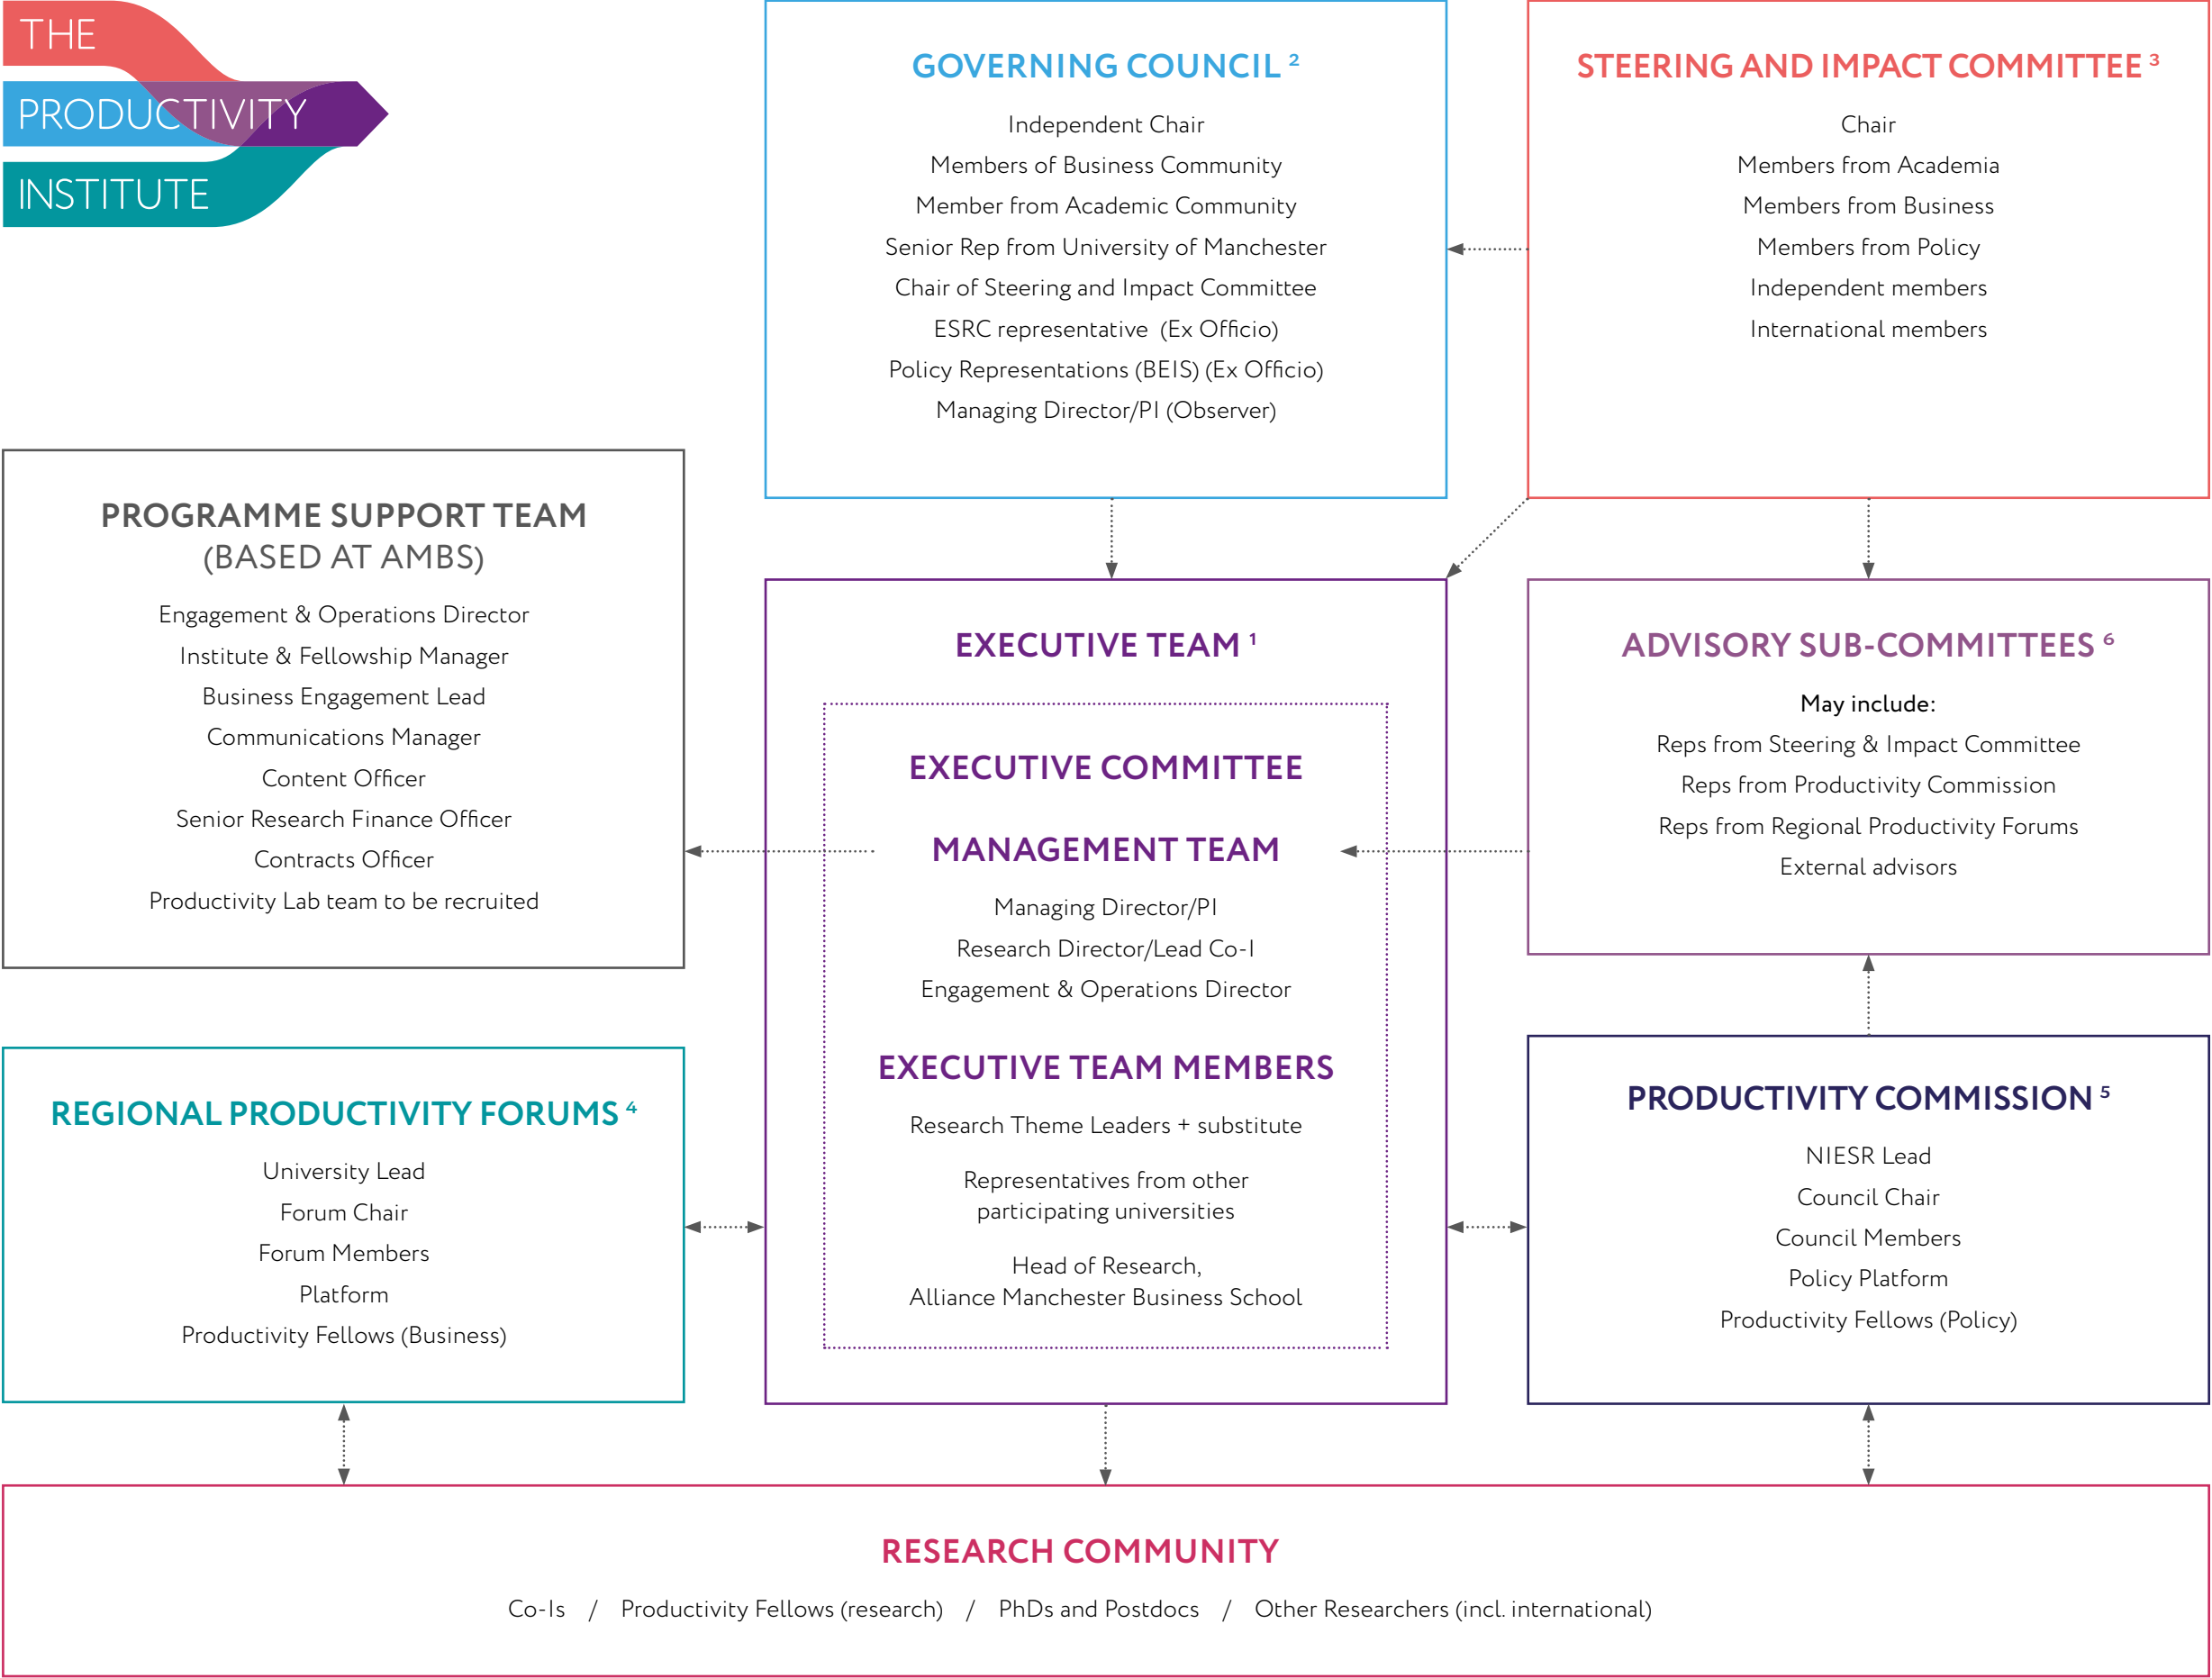 THE
PRODUCTIVITY
INSTITUTE
GOVERNING COUNCIL 2
Independent Chair
Members of Business Community
Member from Academic Community
Senior Rep from University of Manchester
Chair of Steering and Impact Committee
ESRC representative (Ex Officio)
Policy Representations (BEIS) (Ex Officio)
Managing Director/PI (Observer)
STEERING AND IMPACT COMMITTEE 3
Chair
Members from Academia
Members from Business
Members from Policy
Independent members
International members
PROGRAMME SUPPORT TEAM
(BASED AT AMBS)
Engagement & Operations Director
Institute & Fellowship Manager
Business Engagement Lead
Communications Manager
Content Officer
Senior Research Finance Officer
Contracts Officer
Productivity Lab team to be recruited
EXECUTIVE TEAM 1
EXECUTIVE COMMITTEE
MANAGEMENT TEAM
Managing Director/PI
Research Director/Lead Co-I
Engagement & Operations Director
EXECUTIVE TEAM MEMBERS
Research Theme Leaders + substitute
Representatives from other
participating universities
Head of Research,
Alliance Manchester Business School
ADVISORY SUB-COMMITTEES 6
May include:
Reps from Steering & Impact Committee
Reps from Productivity Commission
Reps from Regional Productivity Forums
External advisors
REGIONAL PRODUCTIVITY FORUMS 4
University Lead
Forum Chair
Forum Members
Platform
Productivity Fellows (Business)
PRODUCTIVITY COMMISSION 5
NIESR Lead
Council Chair
Council Members
Policy Platform
Productivity Fellows (Policy)
RESEARCH COMMUNITY
Co-Is / Productivity Fellows (research) / PhDs and Postdocs / Other Researchers (incl. international)